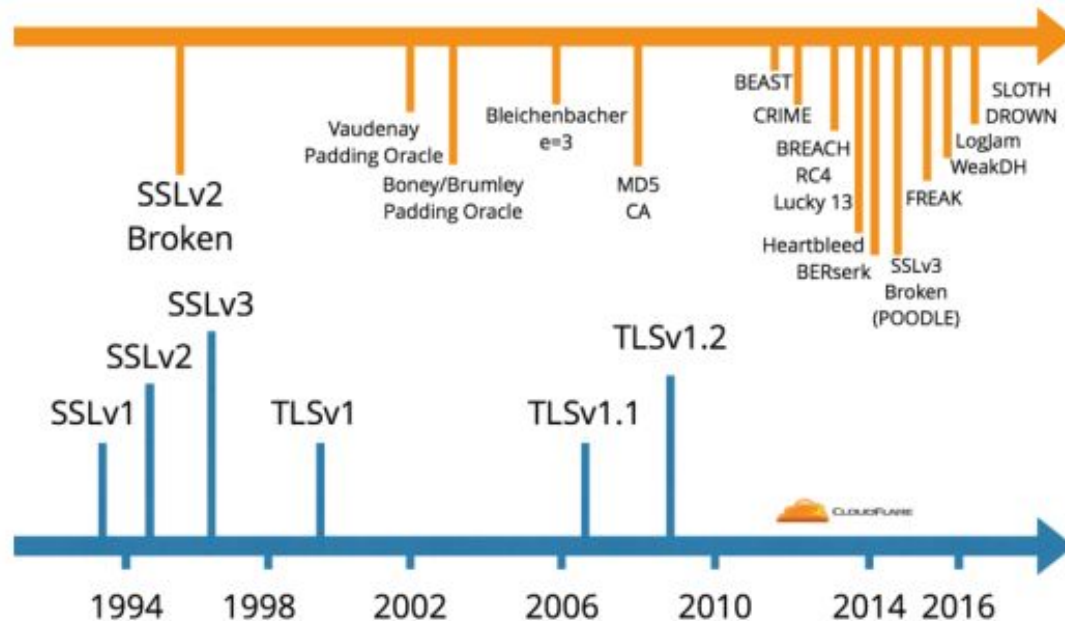 BEAST
SLOTH
DROWN
CRIME
Bleichenbacher
e=3
Vaudenay
Padding Oracle
LogJam
WeakDH
BREACH
RC4
Lucky 13
Boney/Brumley
Padding Oracle
MD5
CA
SSLv2
Broken
FREAK
Heartbleed
BERserk
SSLv3
Broken
(POODLE)
SSLv3
SSLv2
TLSv1.2
SSLv1
TLSv1
TLSv1.1
CLOUDFLARE
1994
1998
2002
2006
2010
2014
2016